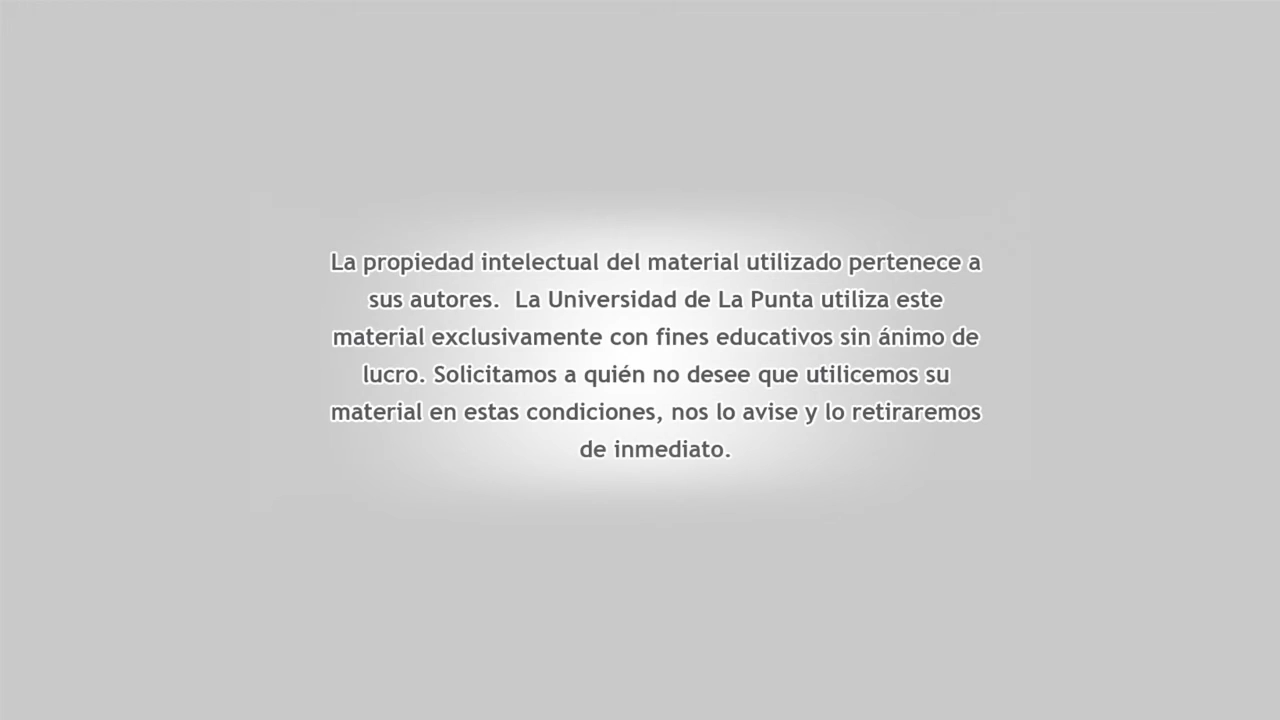 La propiedad intelectual del material utilizado pertenece a
sus autores.  La Universidad de La Punta utiliza este
material exclusivamente con fines educativos sin ánimo de
lucro. Solicitamos a quién no desee que utilicemos su
material en estas condiciones, nos lo avise y lo retiraremos
de inmediato.